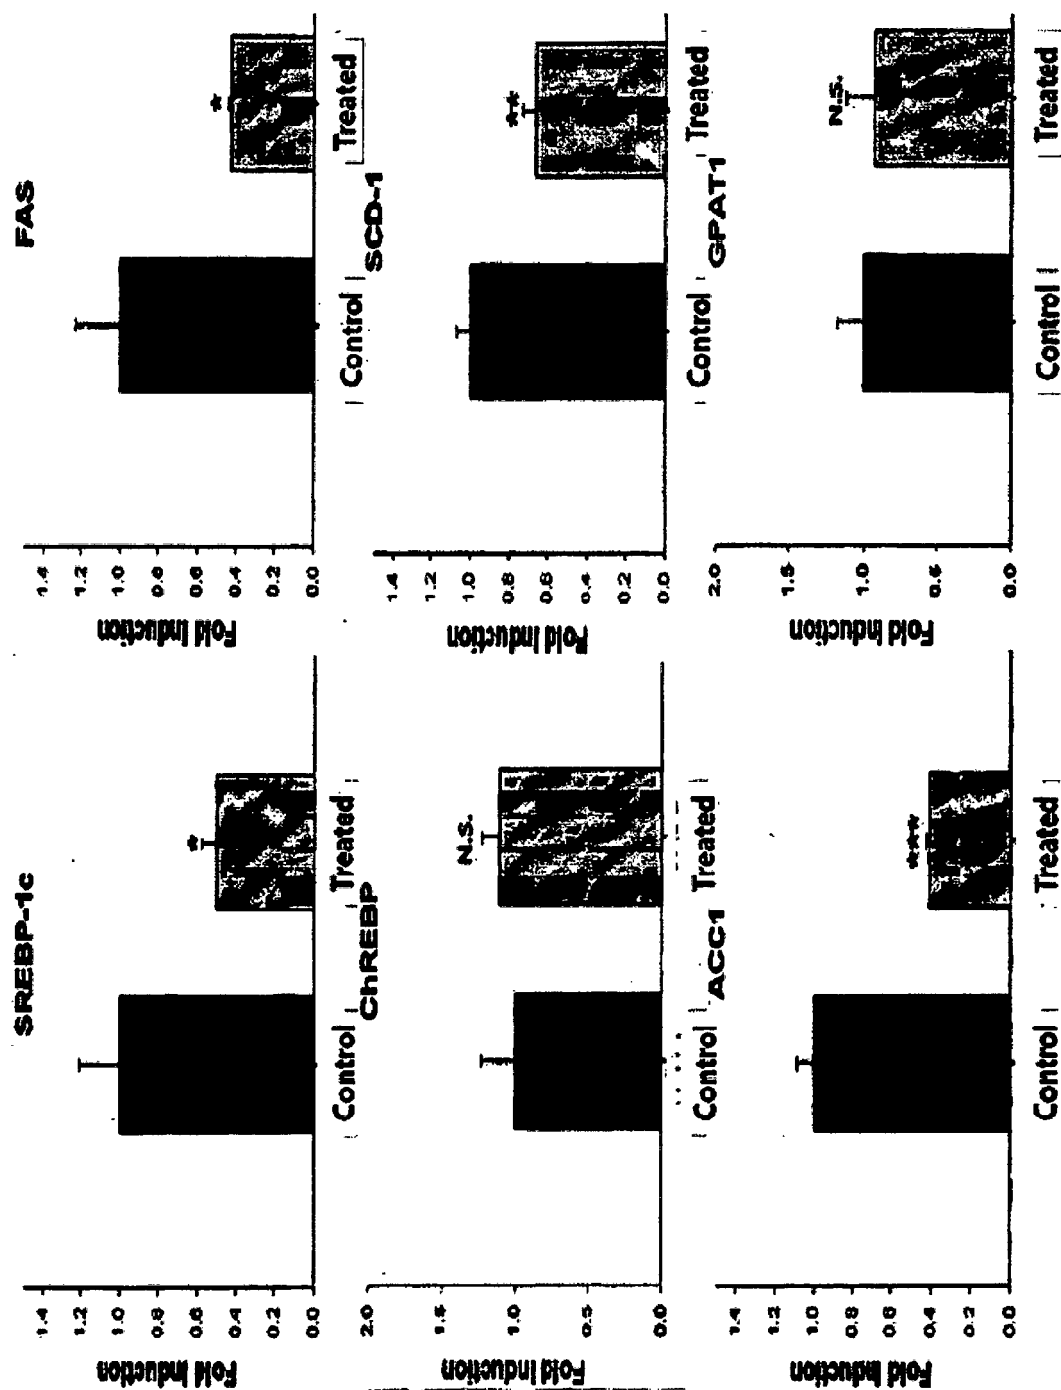 SREBP-1c
Fold Induction
1.4
1.2
1.0
0.8
0.6
0.4
0.2
0.0
*
Control
Treated
FAS
Fold Induction
1.4
1.2
1.0
0.8
0.6
0.4
0.2
0.0
*
Control
Treated
ChREBP
Fold Induction
2.0
1.0
0.5
0.0
N.S.
Control
Treated
SCD-1
Fold Induction
1.4
1.2
1.0
0.8
0.6
0.4
0.2
0.0
**
Control
Treated
ACC1
Fold Induction
1.4
1.2
1.0
0.8
0.6
0.4
0.2
0.0
***
Control
Treated
GPAT1
Fold Induction
2.0
1.5
1.0
0.5
0.0
N.S.
Control
Treated